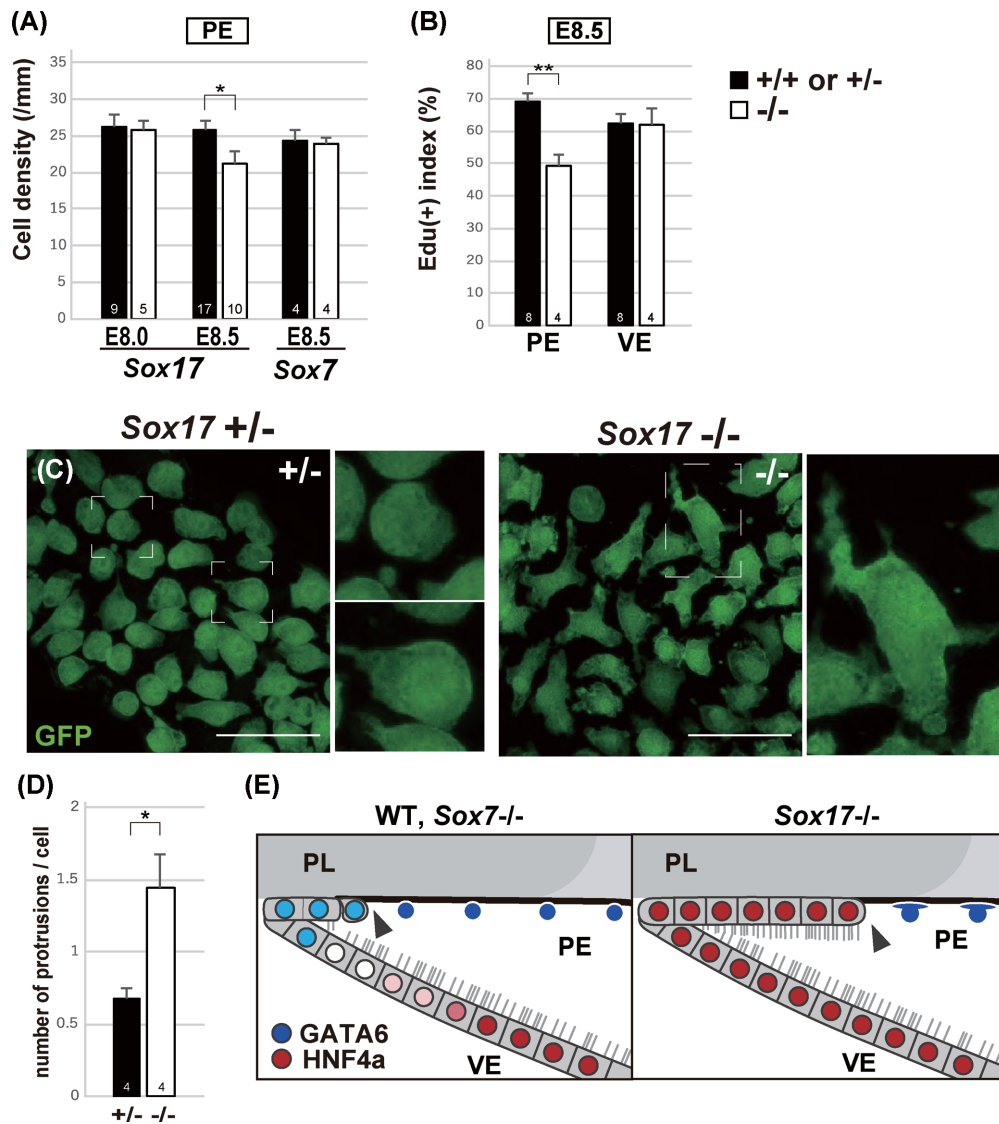 (A)
PE
Cell density (/mm)
35
30
25
20
15
10
5
0
*
9
5
17
10
4
4
E8.0
E8.5
E8.5
Sox17
Sox7
(B)
E8.5
Edu(+) index (%)
80
70
60
50
40
30
20
10
0
**
8
4
8
4
PE
VE
+/+ or +/-
-/-
Sox17 +/-
Sox17 -/-
(C)
+/-
-/-
GFP
(D)
number of protrusions / cell
2
1.5
1
0.5
0
*
4
4
+/-
-/-
(E)
WT, Sox7-/-
Sox17-/-
PL
PE
VE
GATA6
HNF4a
PL
PE
VE